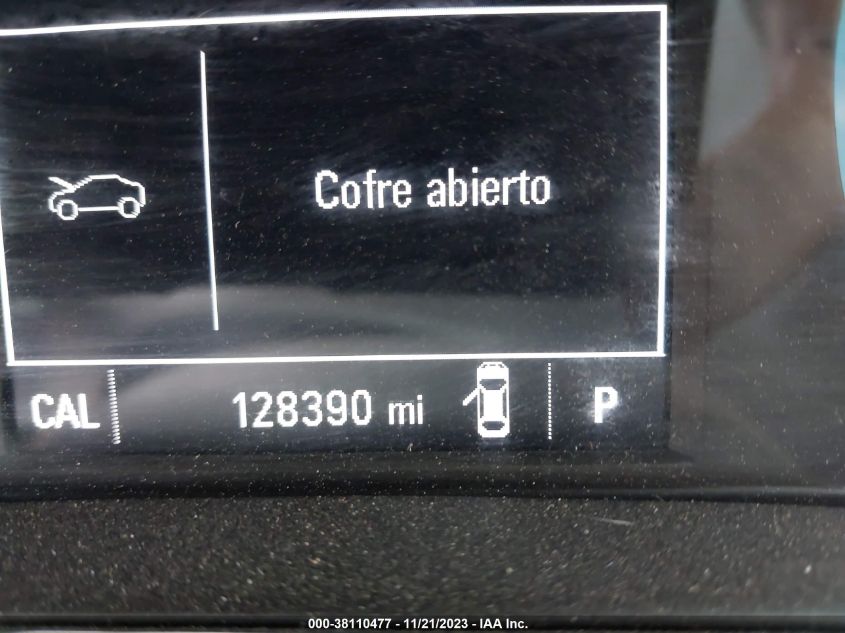 Cofre abierto
CAL 128390 mi P
000-38110477 - 11/21/2023 - IAA Inc.